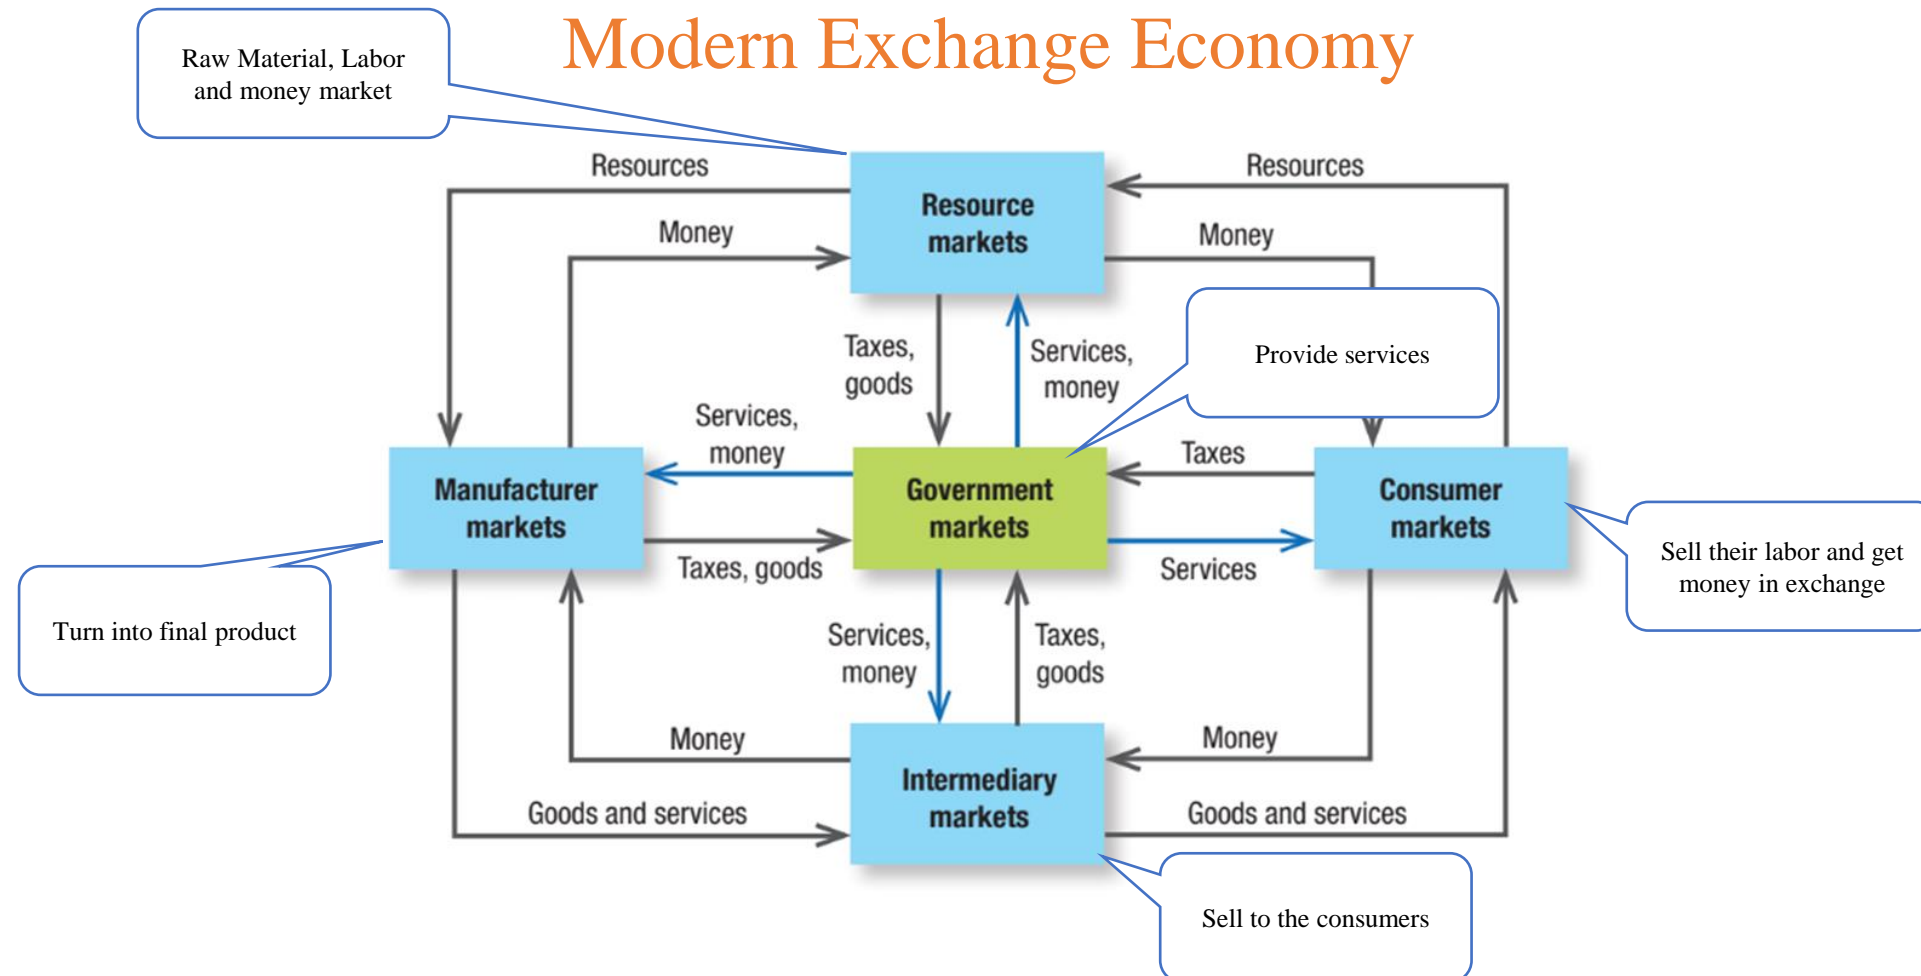 Modern Exchange Economy
Raw Material, Labor
and money market
Resources
Resources
Resource
markets
Money
Money
Taxes,
goods
Services,
money
Provide services
Services,
money
Taxes
Manufacturer
markets
Government
markets
Consumer
markets
Taxes, goods
Services
Sell their labor and get
money in exchange
Turn into final product
Services,
money
Taxes,
goods
Money
Money
Intermediary
markets
Goods and services
Goods and services
Sell to the consumers